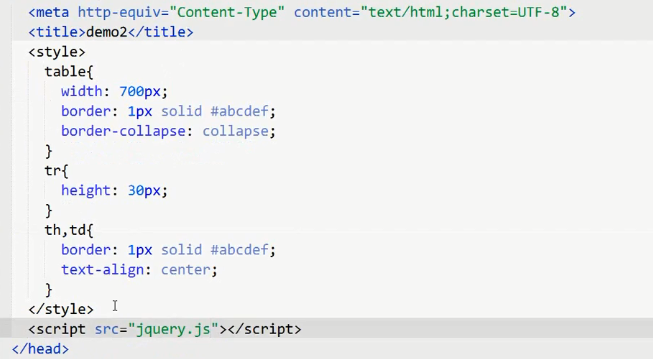 <meta http-equiv="Content-Type" content="text/html;charset=UTF-8">
<title>demo2</title>
<style>
table{
width: 700px;
border: 1px solid #abcdef;
border-collapse: collapse;
}
tr{
height: 30px;
}
th,td{
border: 1px solid #abcdef;
text-align: center;
}
</style>
<script src="jquery.js"></script>
</head>